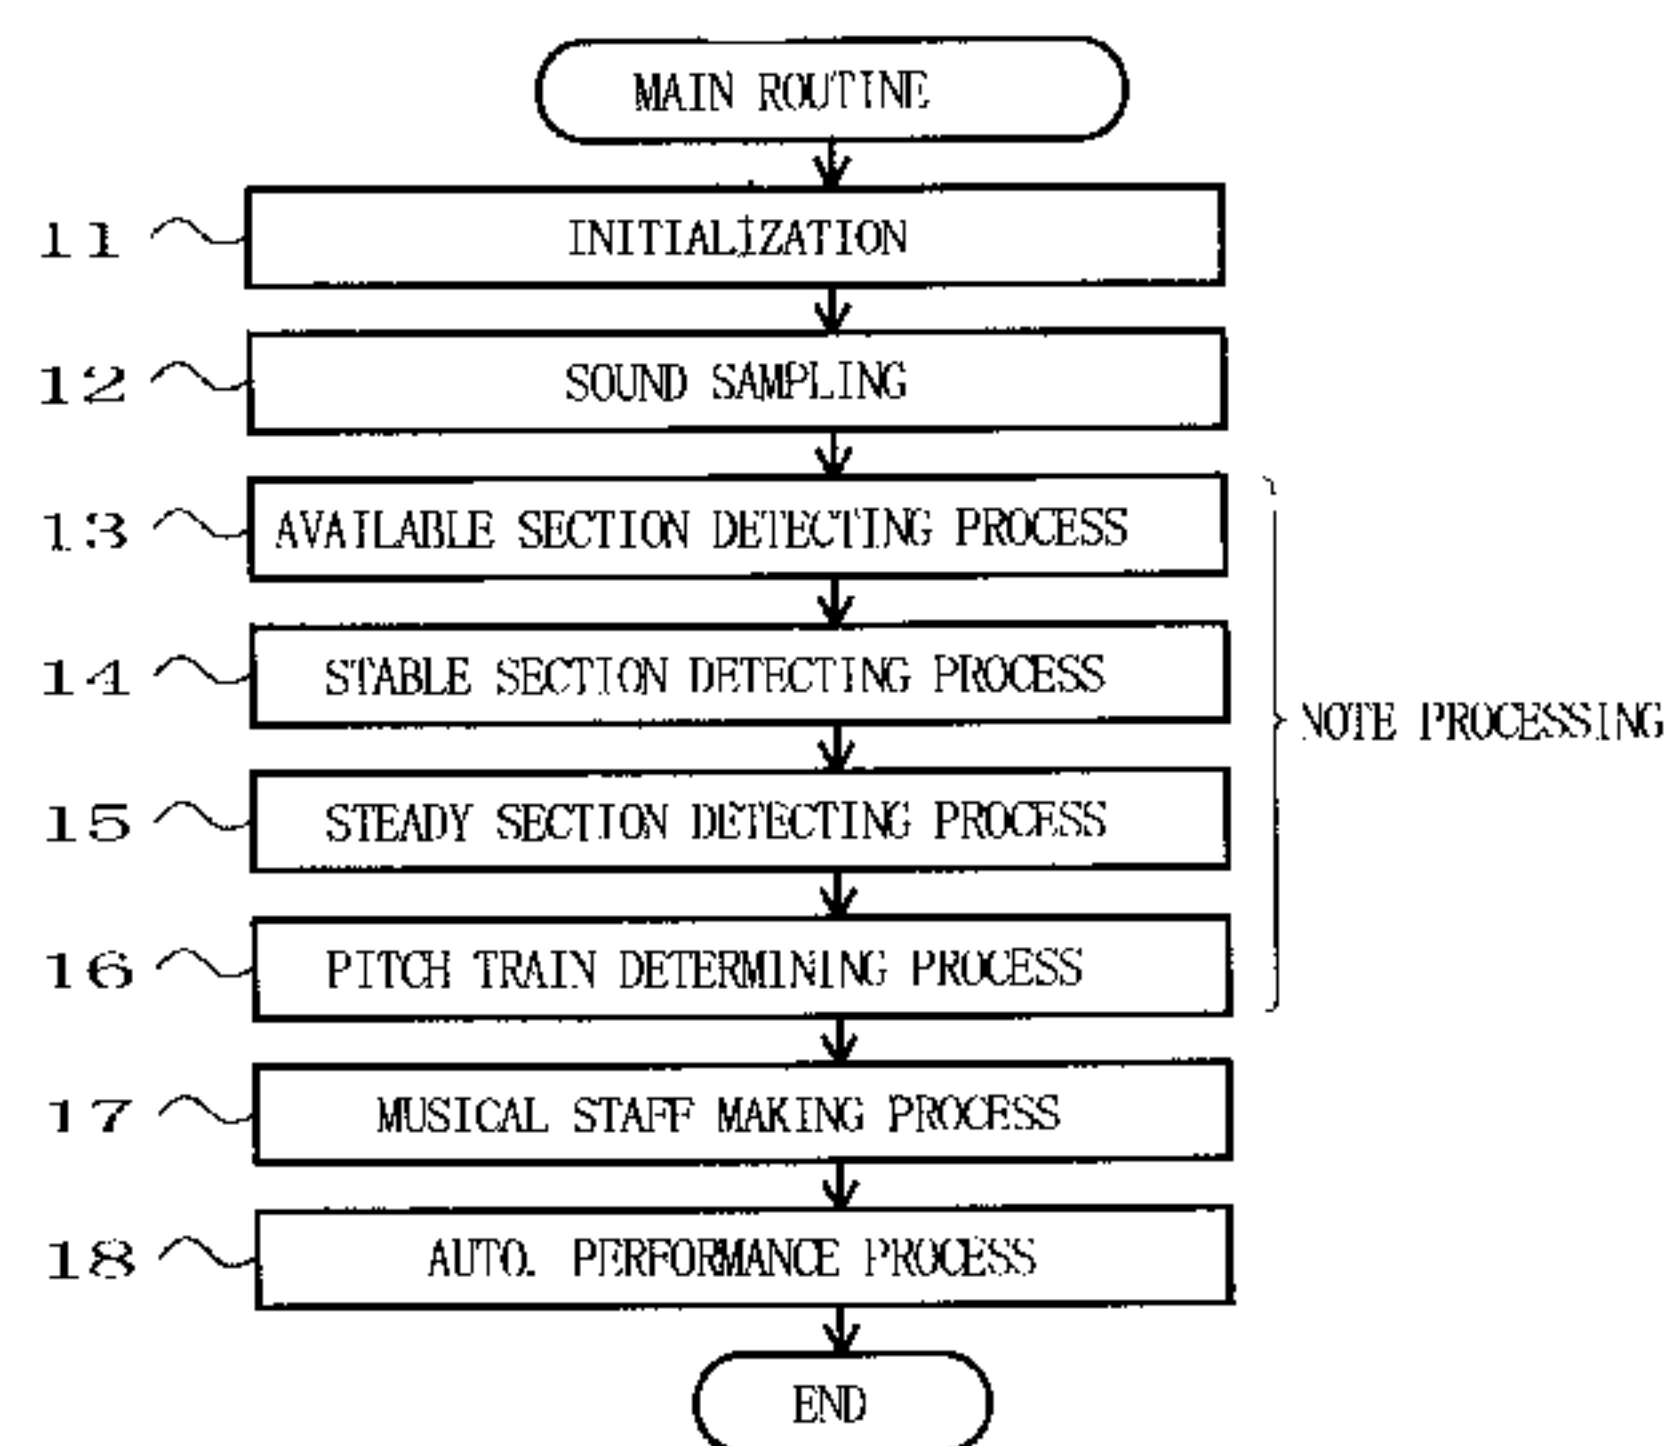 MAIN ROUTINE
11 INITIALIZATION
12 SOUND SAMPLING
13 AVAILABLE SECTION DETECTING PROCESS
14 STABLE SECTION DETECTING PROCESS
NOTE PROCESSING
15 STEADY SECTION DETECTING PROCESS
16 PITCH TRAIN DETERMINING PROCESS
17 MUSICAL STAFF MAKING PROCESS
18 AUTO. PERFORMANCE PROCESS
END